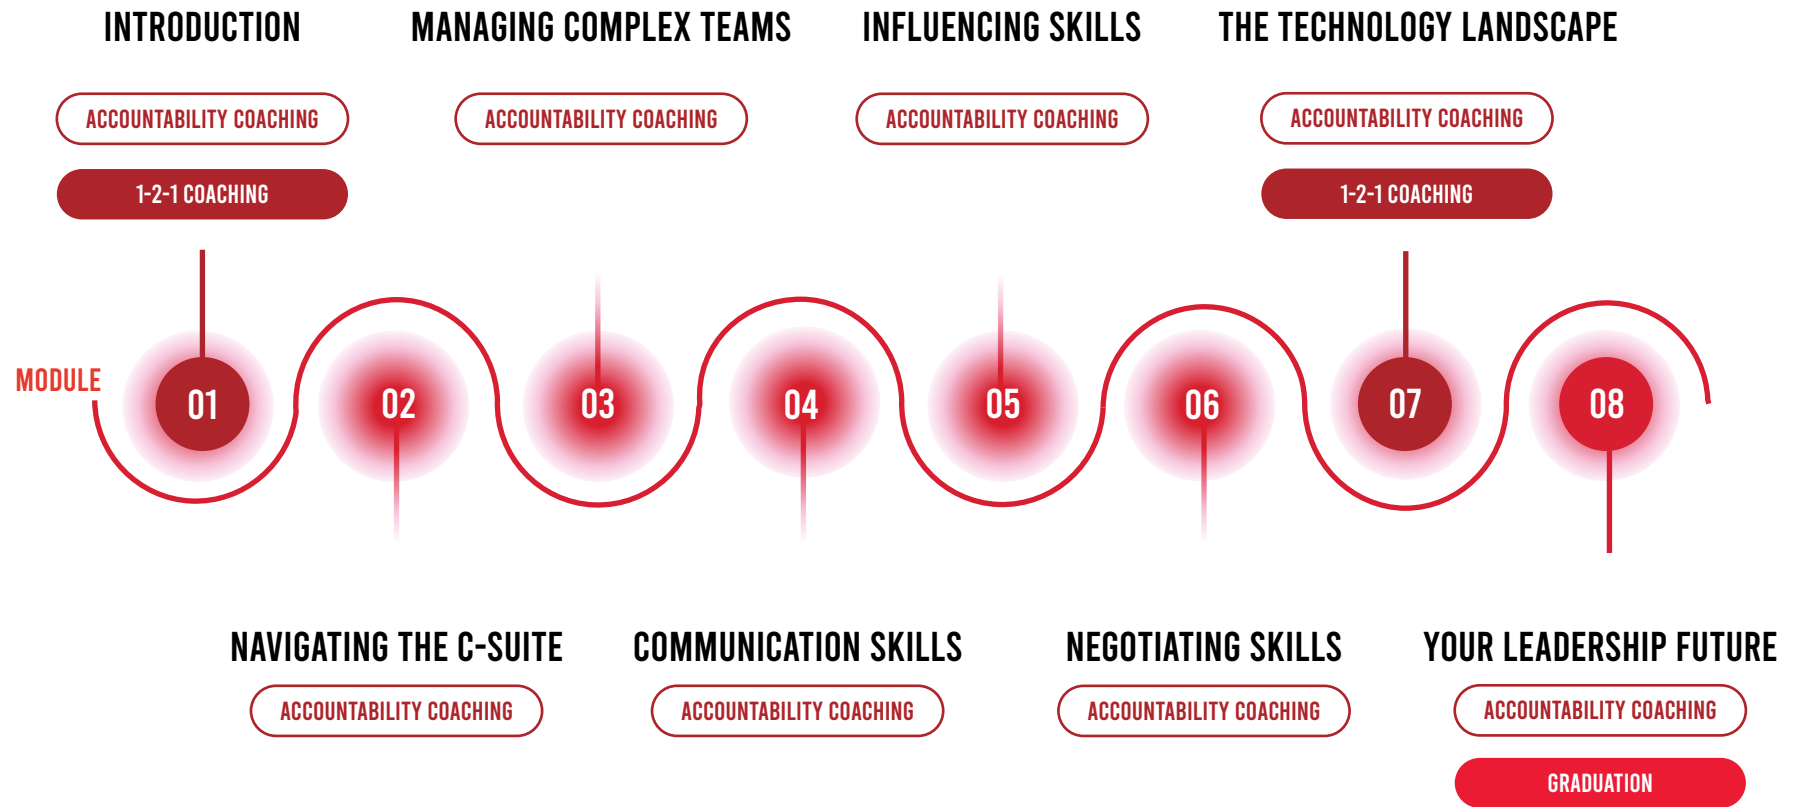 INTRODUCTION
MANAGING COMPLEX TEAMS
INFLUENCING SKILLS
THE TECHNOLOGY LANDSCAPE
ACCOUNTABILITY COACHING
ACCOUNTABILITY COACHING
ACCOUNTABILITY COACHING
ACCOUNTABILITY COACHING
1-2-1 COACHING
1-2-1 COACHING
MODULE
01
02
03
04
05
06
07
08
NAVIGATING THE C-SUITE
COMMUNICATION SKILLS
NEGOTIATING SKILLS
YOUR LEADERSHIP FUTURE
ACCOUNTABILITY COACHING
ACCOUNTABILITY COACHING
ACCOUNTABILITY COACHING
ACCOUNTABILITY COACHING
GRADUATION